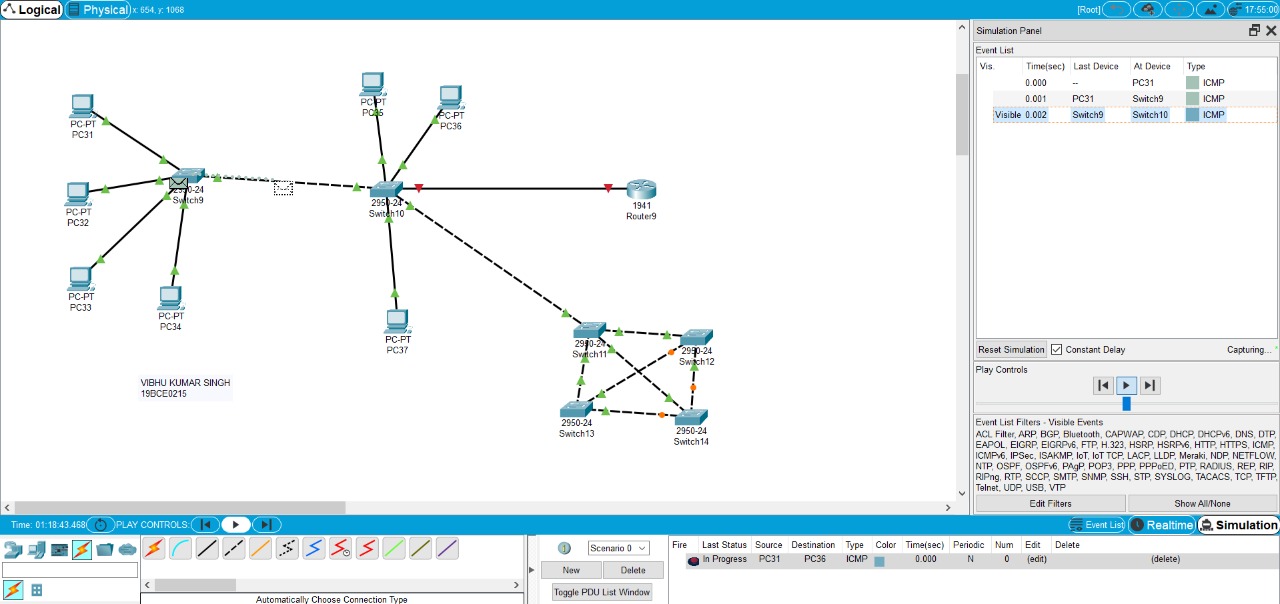 Logical Physical x: 654, y: 1068 [Root] 17:55:00
PC-PT
PC31
PC-PT
PC32
PC-PT
PC33
PC-PT
PC34
2950-24
Switch9
PC-PT
PC35
PC-PT
PC36
2950-24
Switch10
1941
Router9
PC-PT
PC37
2950-24
Switch11
2950-24
Switch12
2950-24
Switch13
2950-24
Switch14
VIBHU KUMAR SINGH
19BCE0215
Simulation Panel
Event List
Vis. Time(sec) Last Device At Device Type
0.000 -- PC31 ICMP
0.001 PC31 Switch9 ICMP
Visible 0.002 Switch9 Switch10 ICMP
Reset Simulation Constant Delay Capturing...
Play Controls
Event List Filters - Visible Events
ACL Filter, ARP, BGP, Bluetooth, CAPWAP, CDP, DHCP, DHCPv6, DNS, DTP,
EAPOL, EIGRP, EIGRPv6, FTP, H.323, HSRP, HSRPv6, HTTP, HTTPS, ICMP,
ICMPv6, IPSec, ISAKMP, IoT, IoT TCP, LACP, LLDP, Meraki, NDP, NETFLOW,
NTP, OSPF, OSPFv6, PAgP, POP3, PPP, PPPoED, PTP, RADIUS, REP, RIP,
RIPng, RTP, SCCP, SMTP, SNMP, SSH, STP, SYSLOG, TACACS, TCP, TFTP,
Telnet, UDP, USB, VTP
Edit Filters Show All/None
Time: 01:18:43.468 PLAY CONTROLS: Event List Realtime Simulation
Scenario 0
New Delete
Toggle PDU List Window
Fire Last Status Source Destination Type Color Time(sec) Periodic Num Edit Delete
In Progress PC31 PC36 ICMP 0.000 N 0 (edit) (delete)
Automatically Choose Connection Type